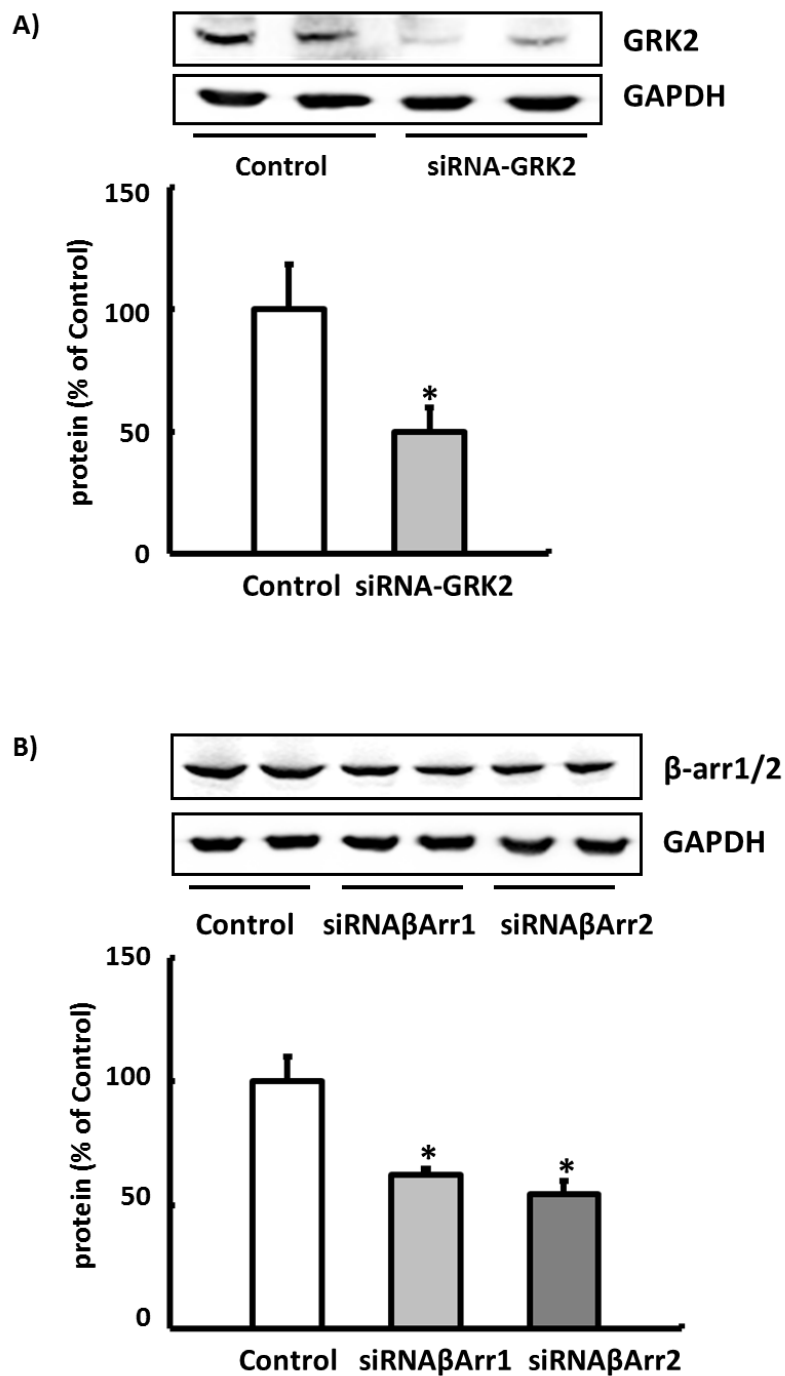 A)
GRK2
GAPDH
Control siRNA-GRK2
150
100
50
0
protein (% of Control)
*
Control siRNA-GRK2
B)
β-arr1/2
GAPDH
Control siRNAβArr1 siRNAβArr2
150
100
50
0
protein (% of Control)
* *
Control siRNAβArr1 siRNAβArr2